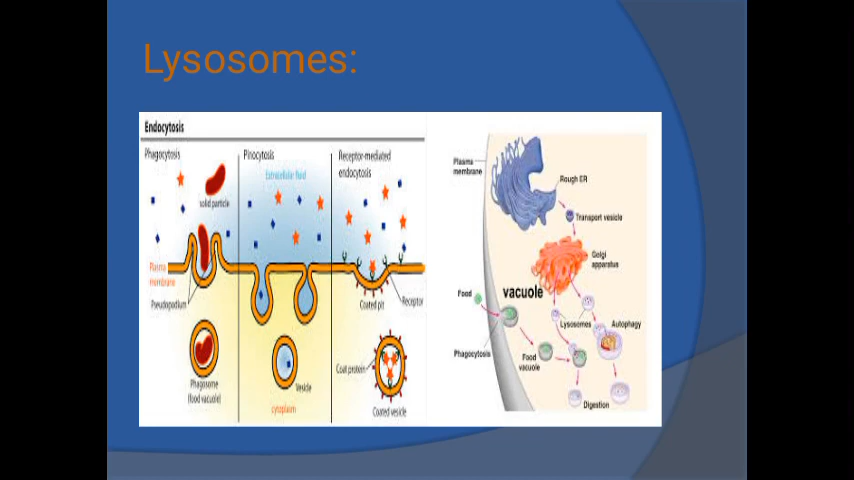 Lysosomes:
Endocytosis
Phagocytosis
Pinocytosis
Receptor-mediated
endocytosis
Extracellular fluid
solid particle
Plasma
membrane
Pseudopodium
Coated pit
Receptor
Phagosome
(food vacuole)
Vesicle
cytoplasm
Coat protein
Coated vesicle
Plasma
membrane
Rough ER
Transport vesicle
Golgi
apparatus
Food
vacuole
Lysosomes
Autophagy
Phagocytosis
Food
vacuole
Digestion